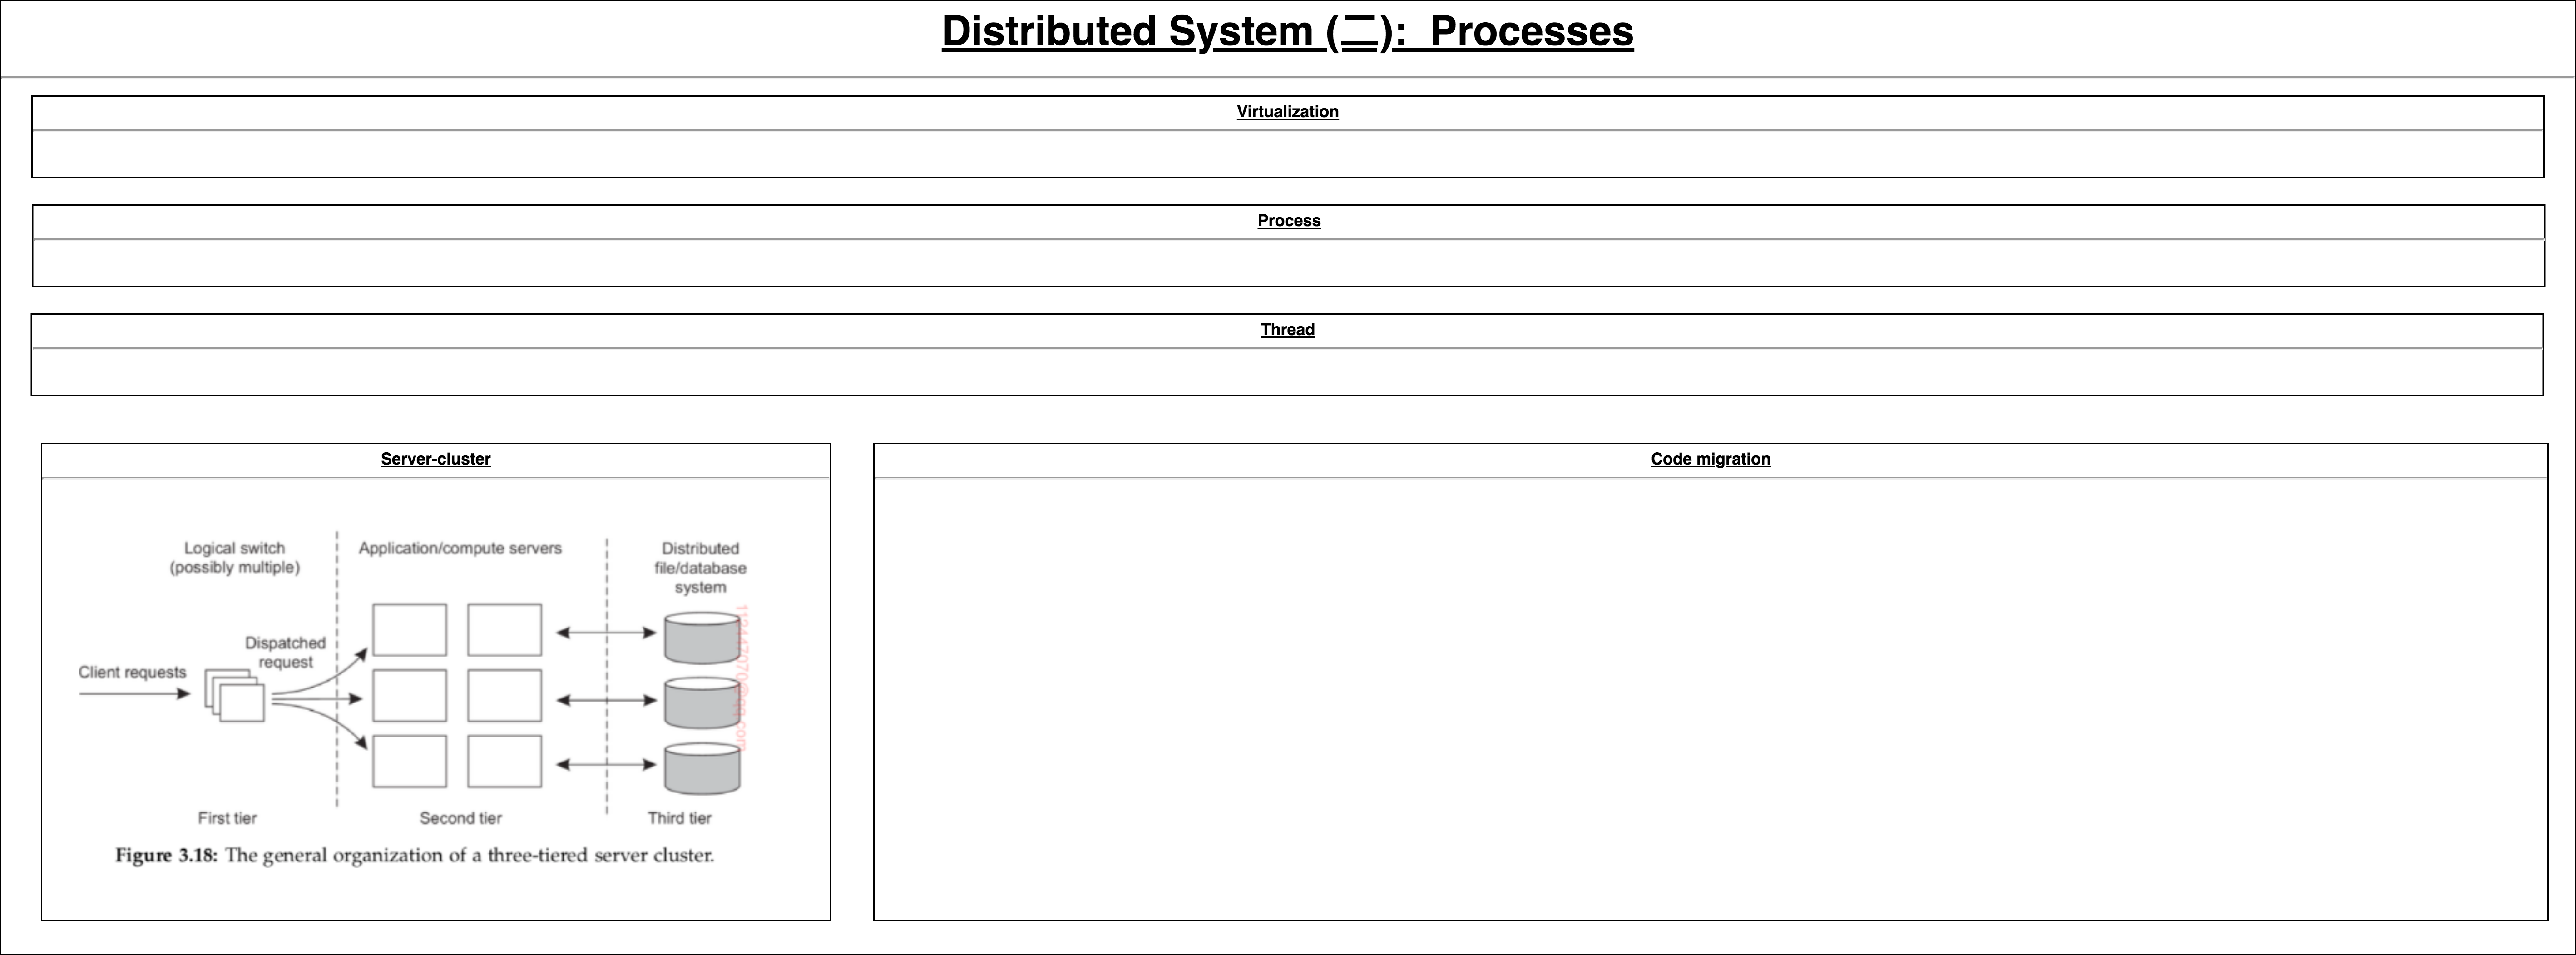 Distributed System (二): Processes
Virtualization
Process
Thread
Server-cluster
Logical switch
(possibly multiple)
Application/compute servers
Distributed
file/database
system
Dispatched
request
Client requests
First tier
Second tier
Third tier
Figure 3.18: The general organization of a three-tiered server cluster.
Code migration